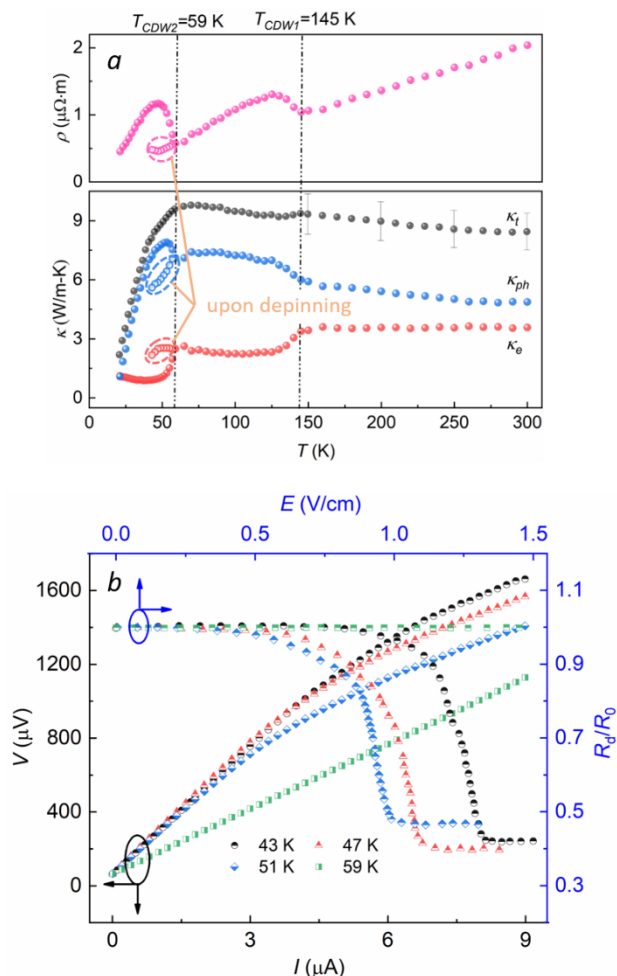 T_CDW2=59 K T_CDW1=145 K
a
ρ (μΩ·m)
2
1
0
κ (W/m-K)
9
6
3
0
κ_t
κ_ph
upon depinning
κ_e
0 50 100 150 200 250 300
T (K)
E (V/cm)
0.0 0.5 1.0 1.5
b
V (μV)
1600
1200
800
400
0
1.1
0.9
0.7
0.5
0.3
R_d/R_0
43 K 47 K
51 K 59 K
0 3 6 9
I (μA)